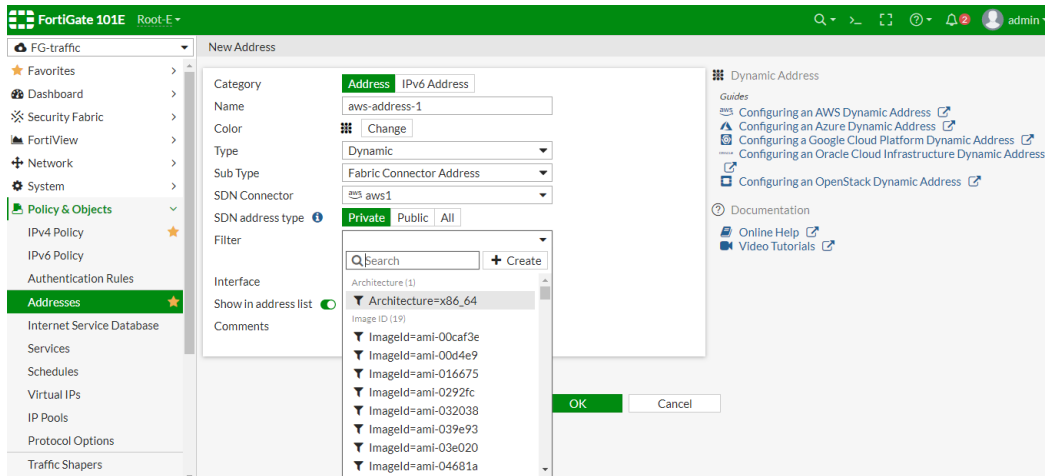 FortiGate 101E Root-E
2 admin
FG-traffic
New Address
Favorites
Dashboard
Security Fabric
FortiView
Network
System
Policy & Objects
IPv4 Policy
IPv6 Policy
Authentication Rules
Addresses
Internet Service Database
Services
Schedules
Virtual IPs
IP Pools
Protocol Options
Traffic Shapers
Category Address IPv6 Address
Name aws-address-1
Color Change
Type Dynamic
Sub Type Fabric Connector Address
SDN Connector aws aws1
SDN address type Private Public All
Filter
Search + Create
Interface
Show in address list
Comments
Architecture (1)
Architecture=x86_64
Image ID (19)
ImageId=ami-00caf3e
ImageId=ami-00d4e9
ImageId=ami-016675
ImageId=ami-0292fc
ImageId=ami-032038
ImageId=ami-039e93
ImageId=ami-03e020
ImageId=ami-04681a
OK Cancel
Dynamic Address
Guides
aws Configuring an AWS Dynamic Address
Configuring an Azure Dynamic Address
Configuring a Google Cloud Platform Dynamic Address
Configuring an Oracle Cloud Infrastructure Dynamic Address
Configuring an OpenStack Dynamic Address
Documentation
Online Help
Video Tutorials